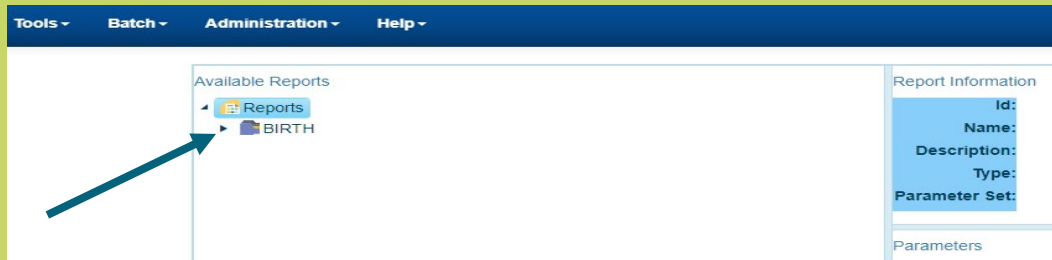 Tools Batch Administration Help
Available Reports
Reports
BIRTH
Report Information
Id:
Name:
Description:
Type:
Parameter Set:
Parameters